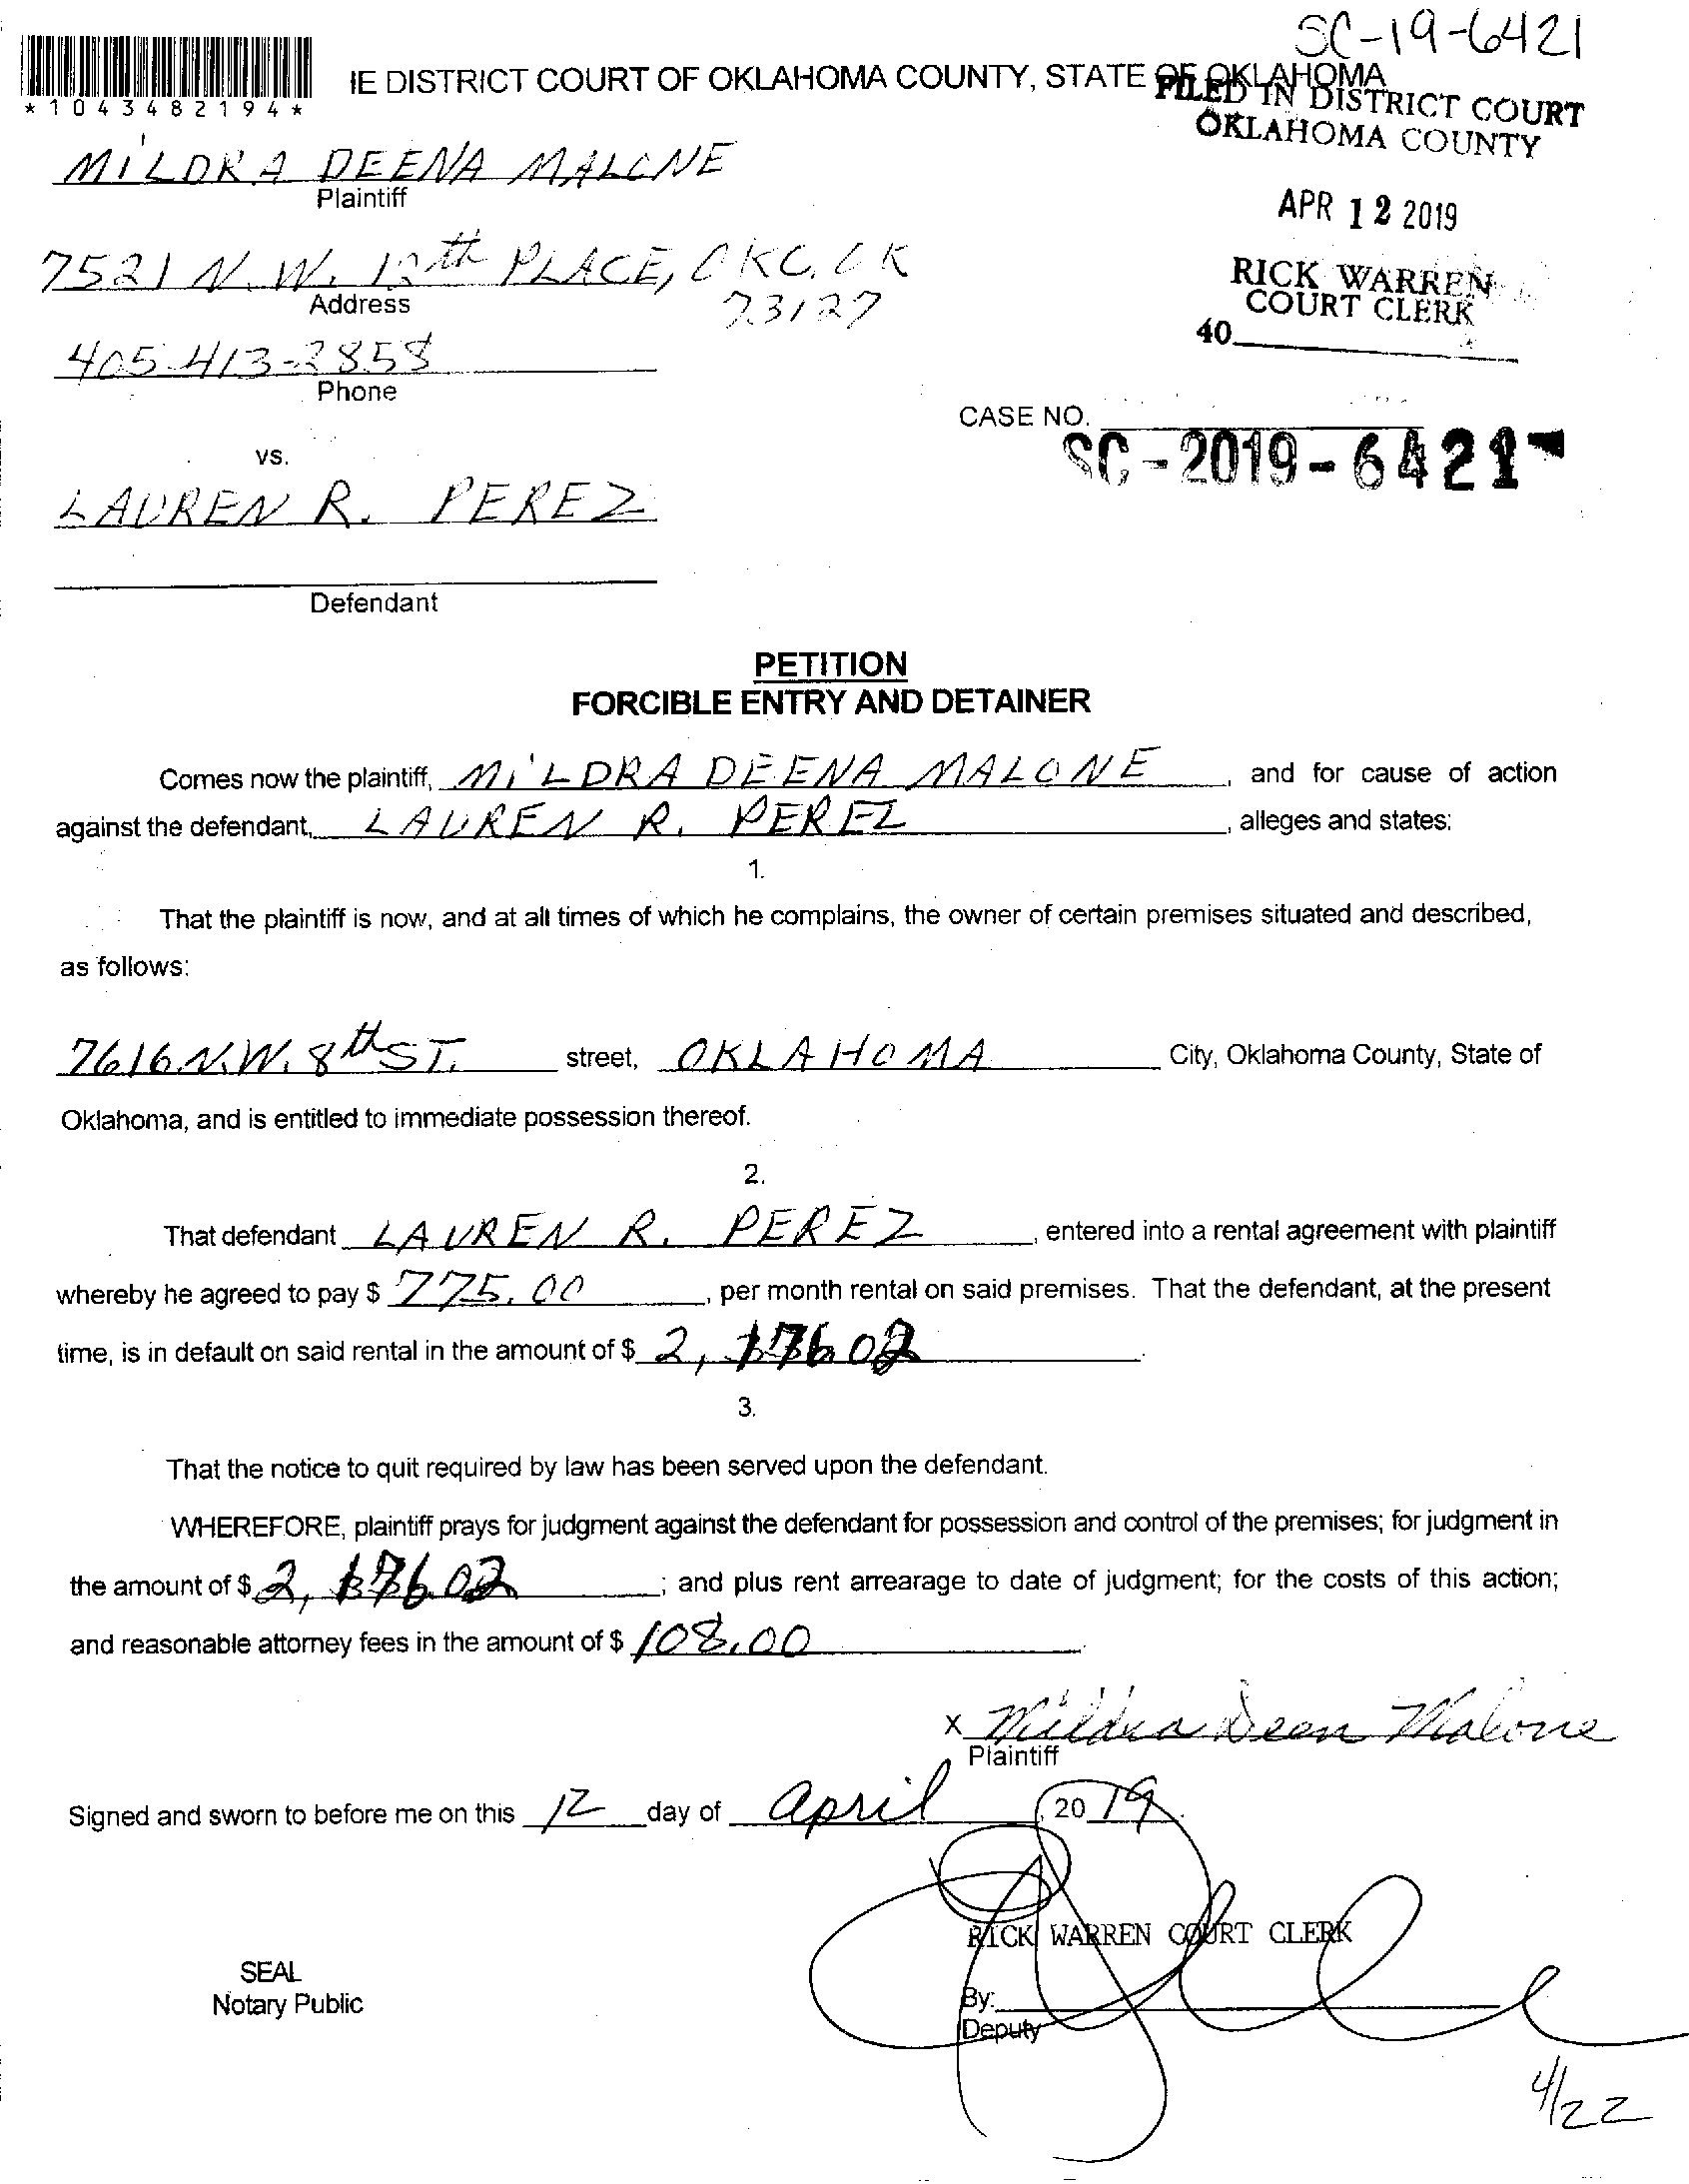 SC-19-6421
*1043482194*
IE DISTRICT COURT OF OKLAHOMA COUNTY, STATE OF OKLAHOMA
FILED IN DISTRICT COURT
OKLAHOMA COUNTY
MILDRA DEENA MALONE
Plaintiff
APR 12 2019
7521 N.W. 12th PLACE, OKC, OK
Address
73127
RICK WARREN
COURT CLERK
40
405-413-2858
Phone
CASE NO.
SC-2019-6421
vs.
LAUREN R. PEREZ
Defendant
PETITION
FORCIBLE ENTRY AND DETAINER
Comes now the plaintiff, MILDRA DEENA MALONE, and for cause of action
against the defendant, LAUREN R. PEREZ, alleges and states:
1.
That the plaintiff is now, and at all times of which he complains, the owner of certain premises situated and described,
as follows:
7616 N.W. 8th ST. street, OKLAHOMA City, Oklahoma County, State of
Oklahoma, and is entitled to immediate possession thereof.
2.
That defendant LAUREN R. PEREZ, entered into a rental agreement with plaintiff
whereby he agreed to pay $ 775.00, per month rental on said premises. That the defendant, at the present
time, is in default on said rental in the amount of $ 2,
3.
That the notice to quit required by law has been served upon the defendant.
WHEREFORE, plaintiff prays for judgment against the defendant for possession and control of the premises; for judgment in
the amount of $ 2, ; and plus rent arrearage to date of judgment; for the costs of this action;
and reasonable attorney fees in the amount of $ 108.00
X Mildra Deena Malone
Plaintiff
Signed and sworn to before me on this 12 day of April, 2019.
RICK WARREN COURT CLERK
SEAL
Notary Public
By:
Deputy
4/22